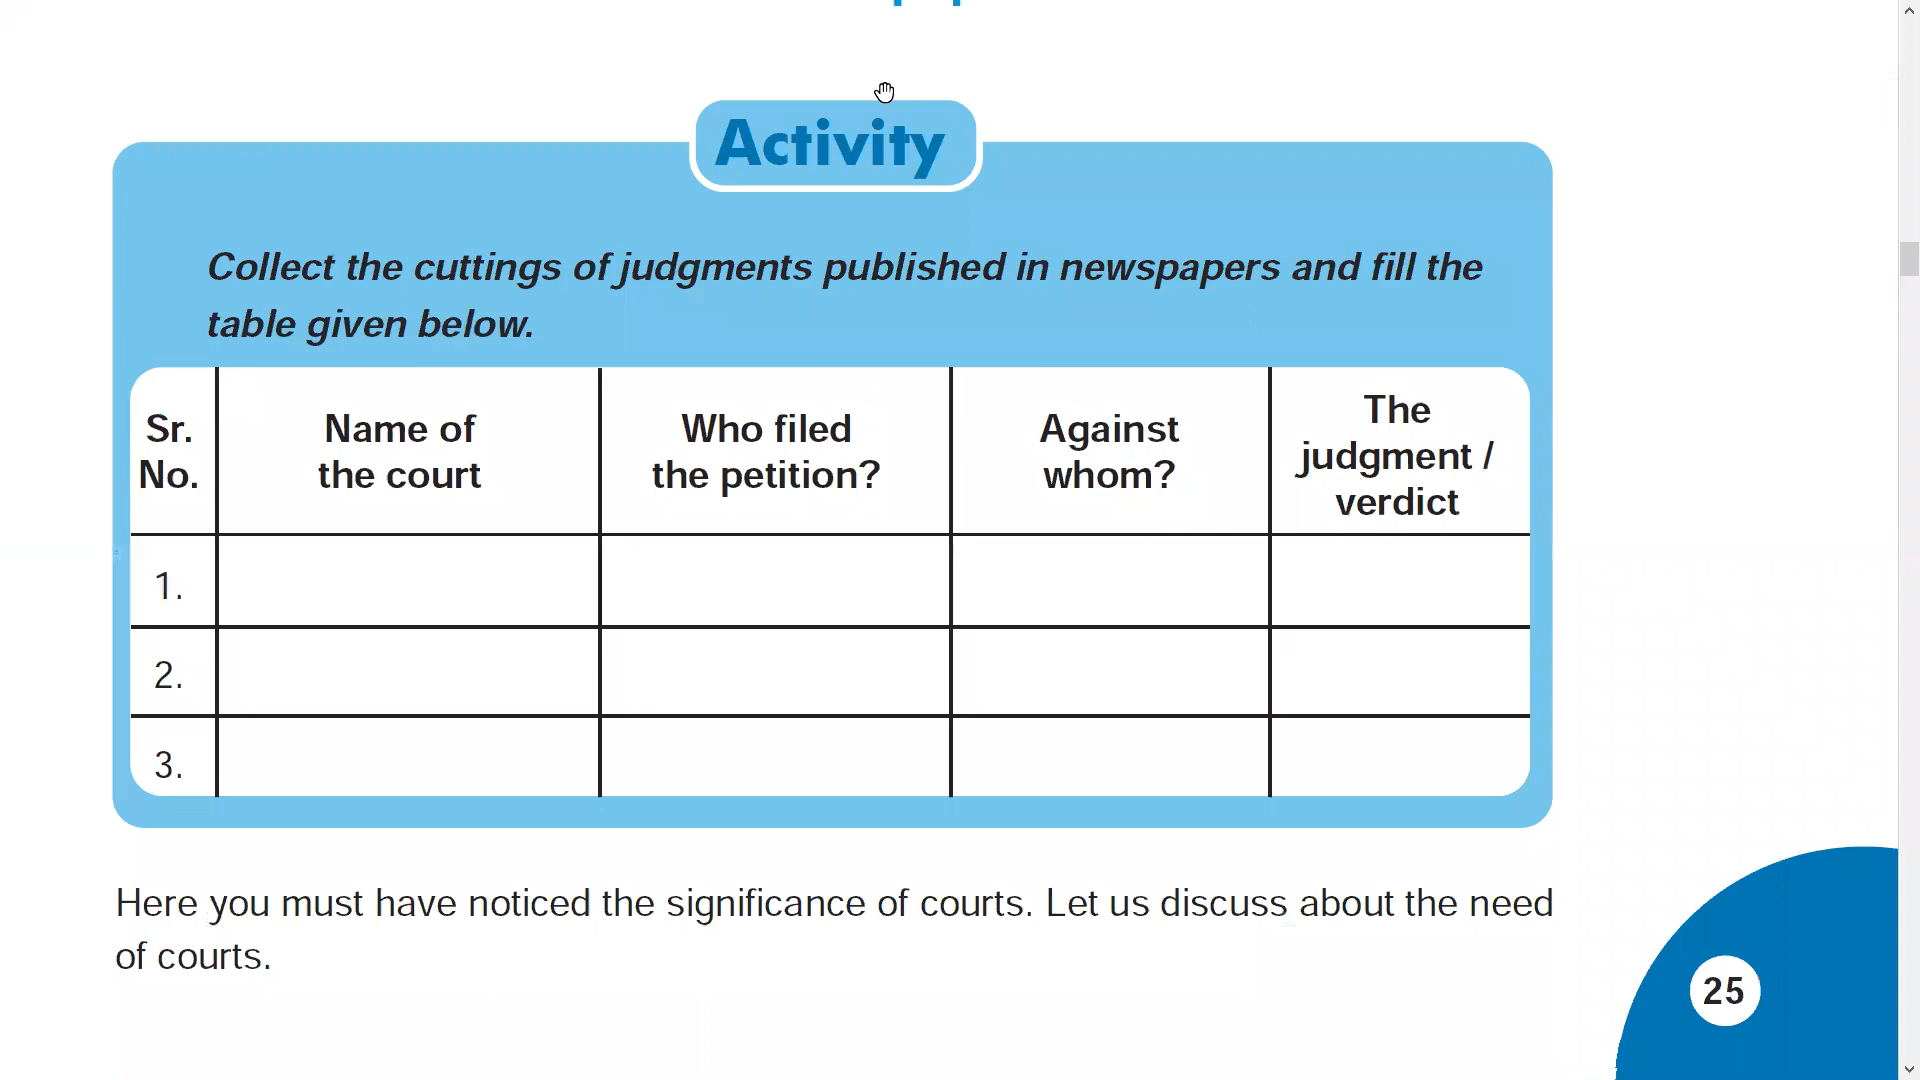 Activity
Collect the cuttings of judgments published in newspapers and fill the
table given below.
Sr. No.
Name of the court
Who filed the petition?
Against whom?
The judgment / verdict
1.
2.
3.
Here you must have noticed the significance of courts. Let us discuss about the need
of courts.
25